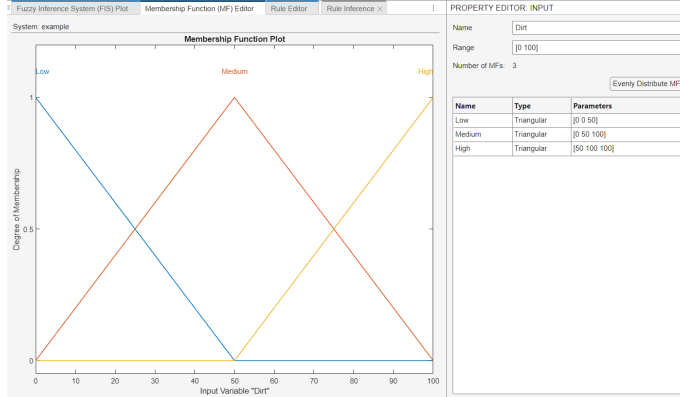 Fuzzy Inference System (FIS) Plot Membership Function (MF) Editor Rule Editor Rule Inference ×
System: example
Membership Function Plot
Low Medium High
1
0.5
0
Degree of Membership
0 10 20 30 40 50 60 70 80 90 100
Input Variable "Dirt"
PROPERTY EDITOR: INPUT
Name Dirt
Range [0 100]
Number of MFs: 3
Evenly Distribute MF
Name Type Parameters
Low Triangular [0 0 50]
Medium Triangular [0 50 100]
High Triangular [50 100 100]